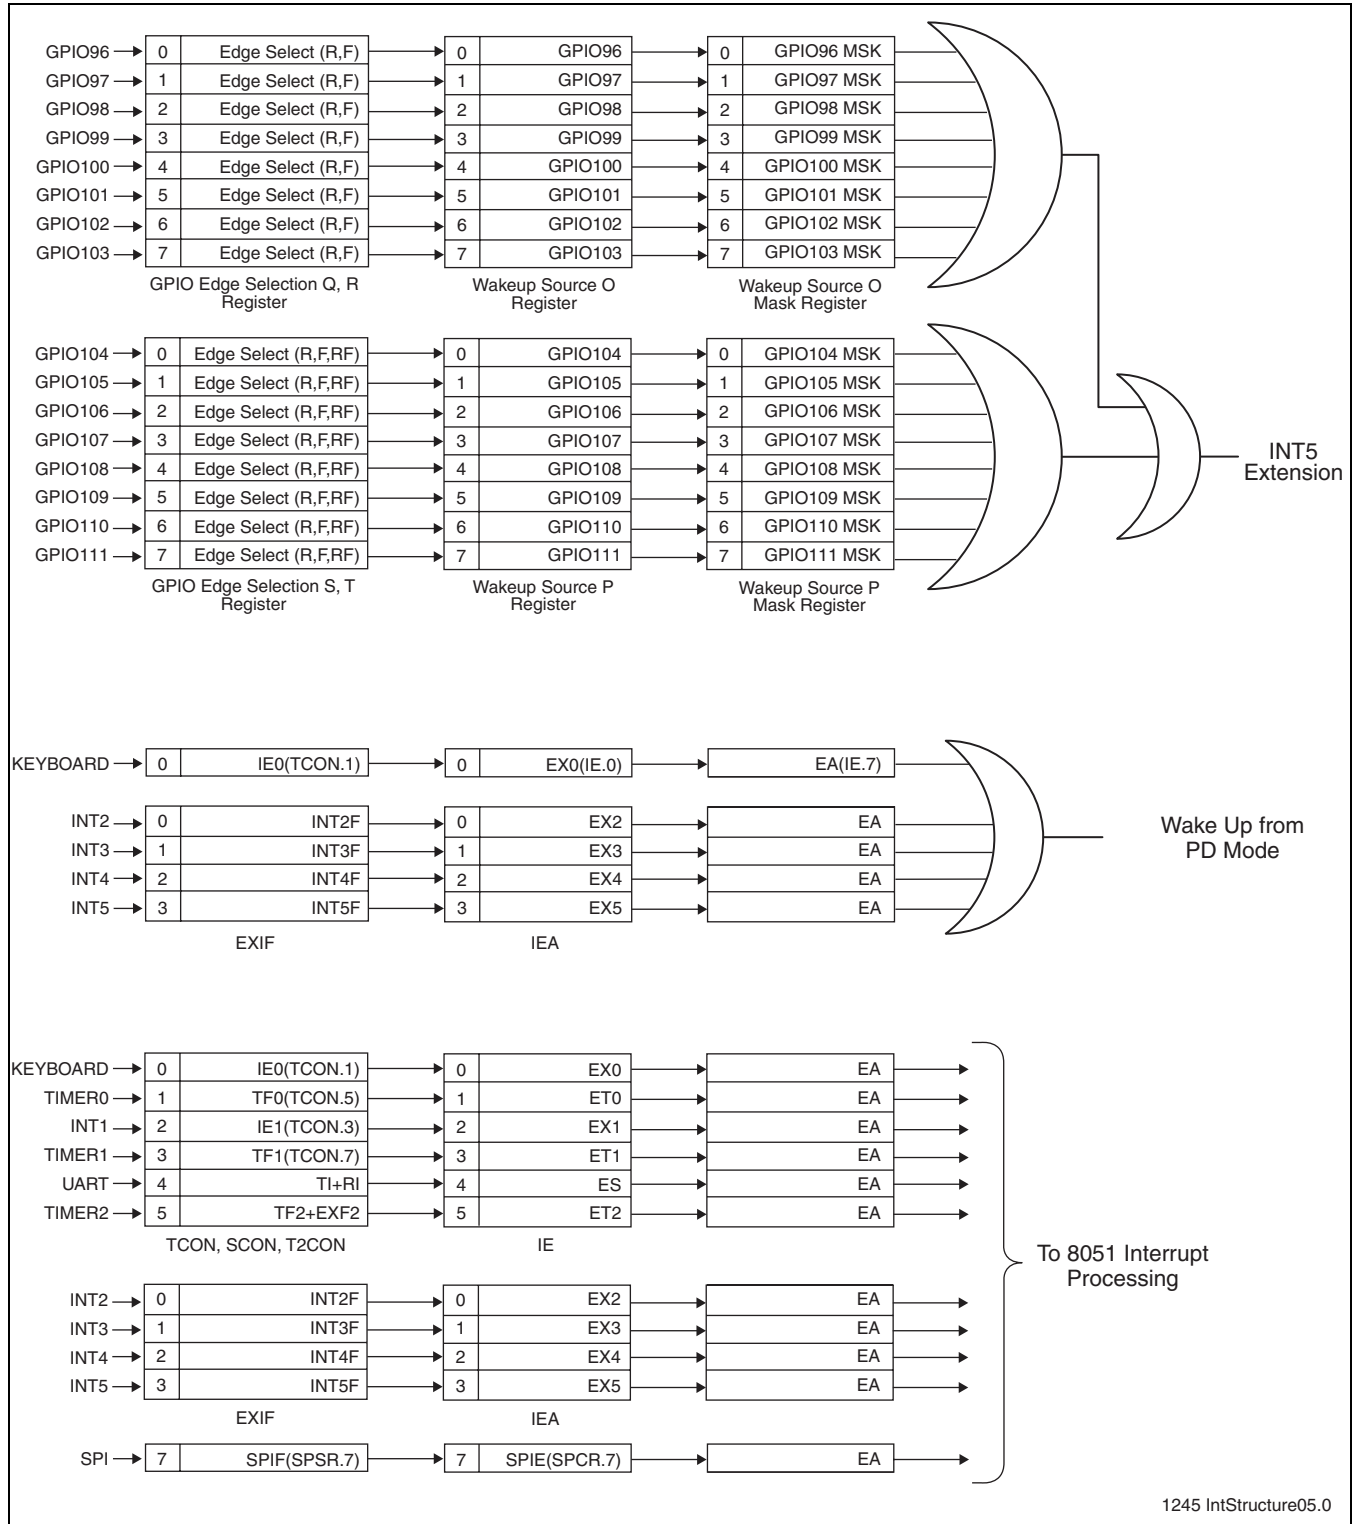 GPIO96 0 Edge Select (R,F) 0 GPIO96 0 GPIO96 MSK
GPIO97 1 Edge Select (R,F) 1 GPIO97 1 GPIO97 MSK
GPIO98 2 Edge Select (R,F) 2 GPIO98 2 GPIO98 MSK
GPIO99 3 Edge Select (R,F) 3 GPIO99 3 GPIO99 MSK
GPIO100 4 Edge Select (R,F) 4 GPIO100 4 GPIO100 MSK
GPIO101 5 Edge Select (R,F) 5 GPIO101 5 GPIO101 MSK
GPIO102 6 Edge Select (R,F) 6 GPIO102 6 GPIO102 MSK
GPIO103 7 Edge Select (R,F) 7 GPIO103 7 GPIO103 MSK
GPIO Edge Selection Q, R
Register
Wakeup Source O
Register
Wakeup Source O
Mask Register
GPIO104 0 Edge Select (R,F,RF) 0 GPIO104 0 GPIO104 MSK
GPIO105 1 Edge Select (R,F,RF) 1 GPIO105 1 GPIO105 MSK
GPIO106 2 Edge Select (R,F,RF) 2 GPIO106 2 GPIO106 MSK
GPIO107 3 Edge Select (R,F,RF) 3 GPIO107 3 GPIO107 MSK
GPIO108 4 Edge Select (R,F,RF) 4 GPIO108 4 GPIO108 MSK
GPIO109 5 Edge Select (R,F,RF) 5 GPIO109 5 GPIO109 MSK
GPIO110 6 Edge Select (R,F,RF) 6 GPIO110 6 GPIO110 MSK
GPIO111 7 Edge Select (R,F,RF) 7 GPIO111 7 GPIO111 MSK
INT5
Extension
GPIO Edge Selection S, T
Register
Wakeup Source P
Register
Wakeup Source P
Mask Register
KEYBOARD 0 IE0(TCON.1) 0 EX0(IE.0) EA(IE.7)
INT2 0 INT2F 0 EX2 EA
INT3 1 INT3F 1 EX3 EA
INT4 2 INT4F 2 EX4 EA
INT5 3 INT5F 3 EX5 EA
Wake Up from
PD Mode
EXIF IEA
KEYBOARD 0 IE0(TCON.1) 0 EX0 EA
TIMER0 1 TF0(TCON.5) 1 ET0 EA
INT1 2 IE1(TCON.3) 2 EX1 EA
TIMER1 3 TF1(TCON.7) 3 ET1 EA
UART 4 TI+RI 4 ES EA
TIMER2 5 TF2+EXF2 5 ET2 EA
TCON, SCON, T2CON IE
To 8051 Interrupt
Processing
INT2 0 INT2F 0 EX2 EA
INT3 1 INT3F 1 EX3 EA
INT4 2 INT4F 2 EX4 EA
INT5 3 INT5F 3 EX5 EA
EXIF IEA
SPI 7 SPIF(SPSR.7) 7 SPIE(SPCR.7) EA
1245 IntStructure05.0